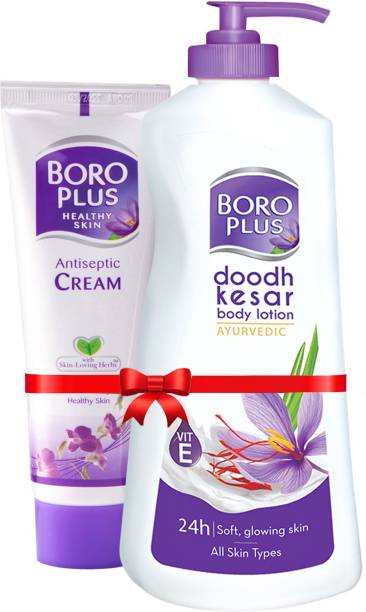 BORO
PLUS
HEALTHY
SKIN
Antiseptic
CREAM
with
Skin-Loving Herbs
Healthy Skin
BORO
PLUS
doodh
kesar
body lotion
AYURVEDIC
VIT
E
24h Soft, glowing skin
All Skin Types